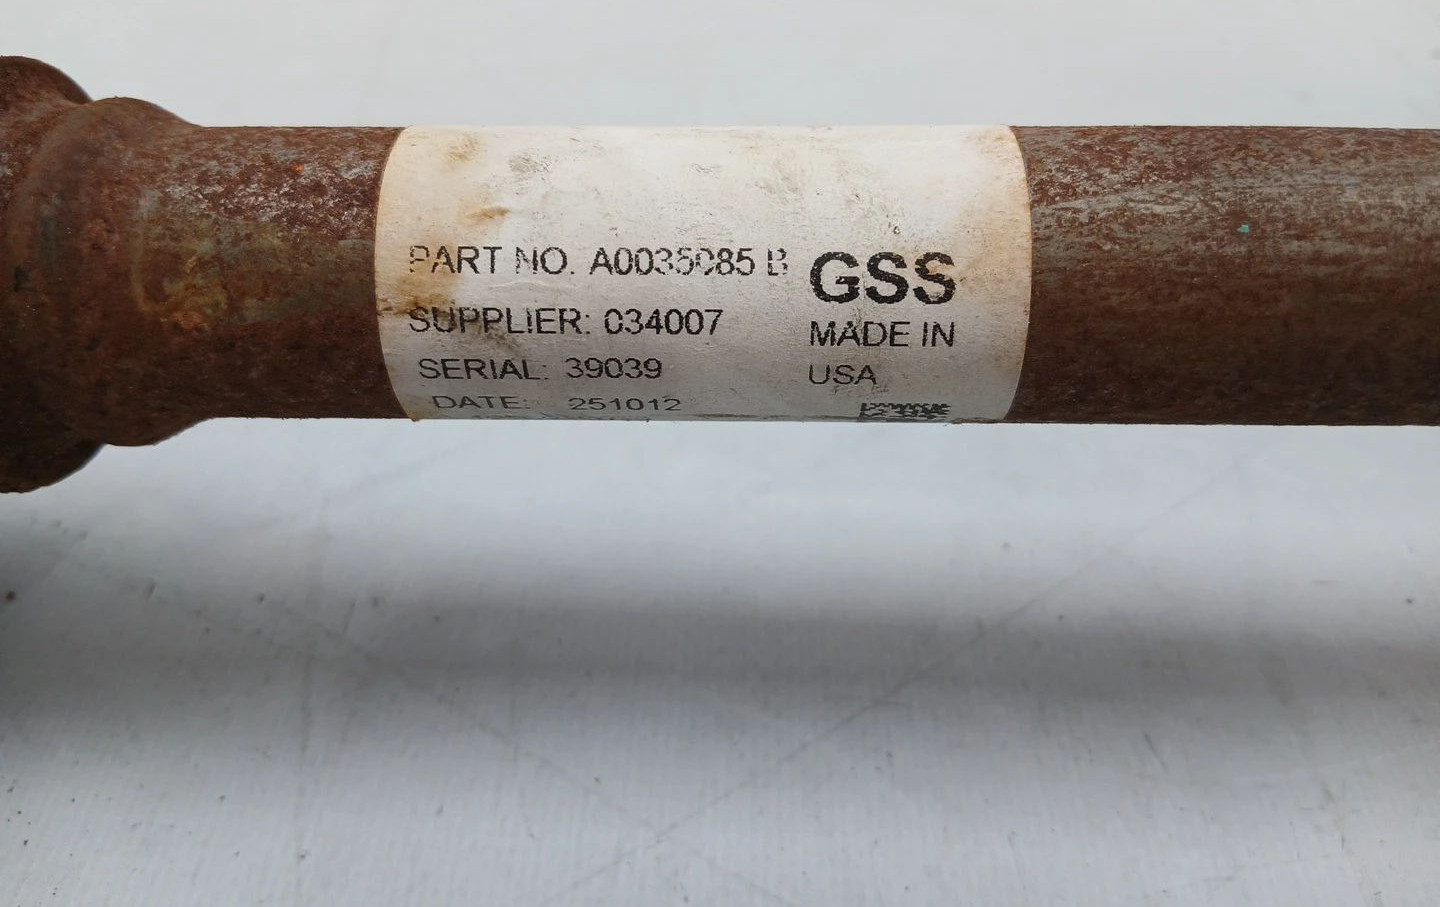 PART NO. A0035085 B
SUPPLIER: 034007
SERIAL: 39039
DATE: 251012
GSS
MADE IN
USA